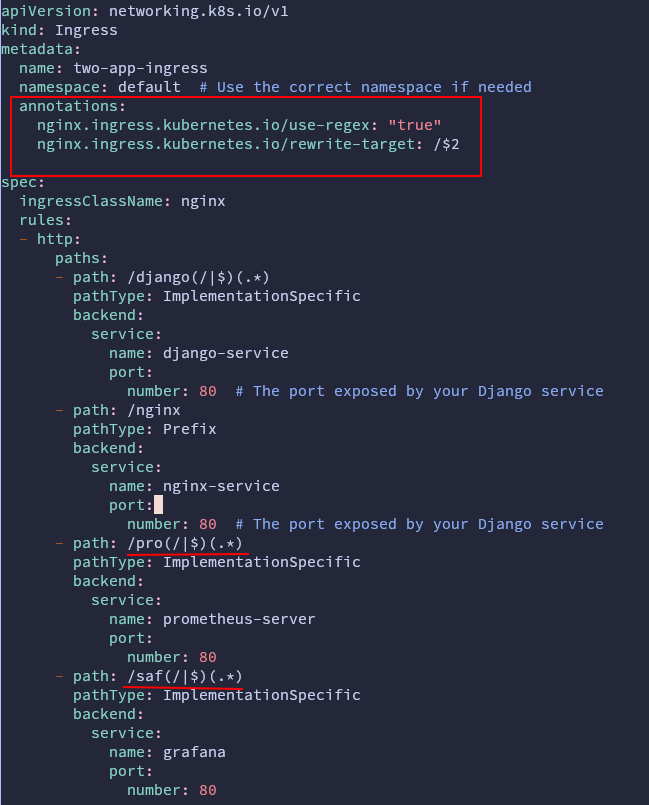 apiVersion: networking.k8s.io/v1
kind: Ingress
metadata:
  name: two-app-ingress
  namespace: default  # Use the correct namespace if needed
  annotations:
    nginx.ingress.kubernetes.io/use-regex: "true"
    nginx.ingress.kubernetes.io/rewrite-target: /$2
spec:
  ingressClassName: nginx
  rules:
  - http:
      paths:
      - path: /django(/|$)(.*)
        pathType: ImplementationSpecific
        backend:
          service:
            name: django-service
            port:
              number: 80  # The port exposed by your Django service
      - path: /nginx
        pathType: Prefix
        backend:
          service:
            name: nginx-service
            port:
              number: 80  # The port exposed by your Django service
      - path: /pro(/|$)(.*)
        pathType: ImplementationSpecific
        backend:
          service:
            name: prometheus-server
            port:
              number: 80
      - path: /saf(/|$)(.*)
        pathType: ImplementationSpecific
        backend:
          service:
            name: grafana
            port:
              number: 80